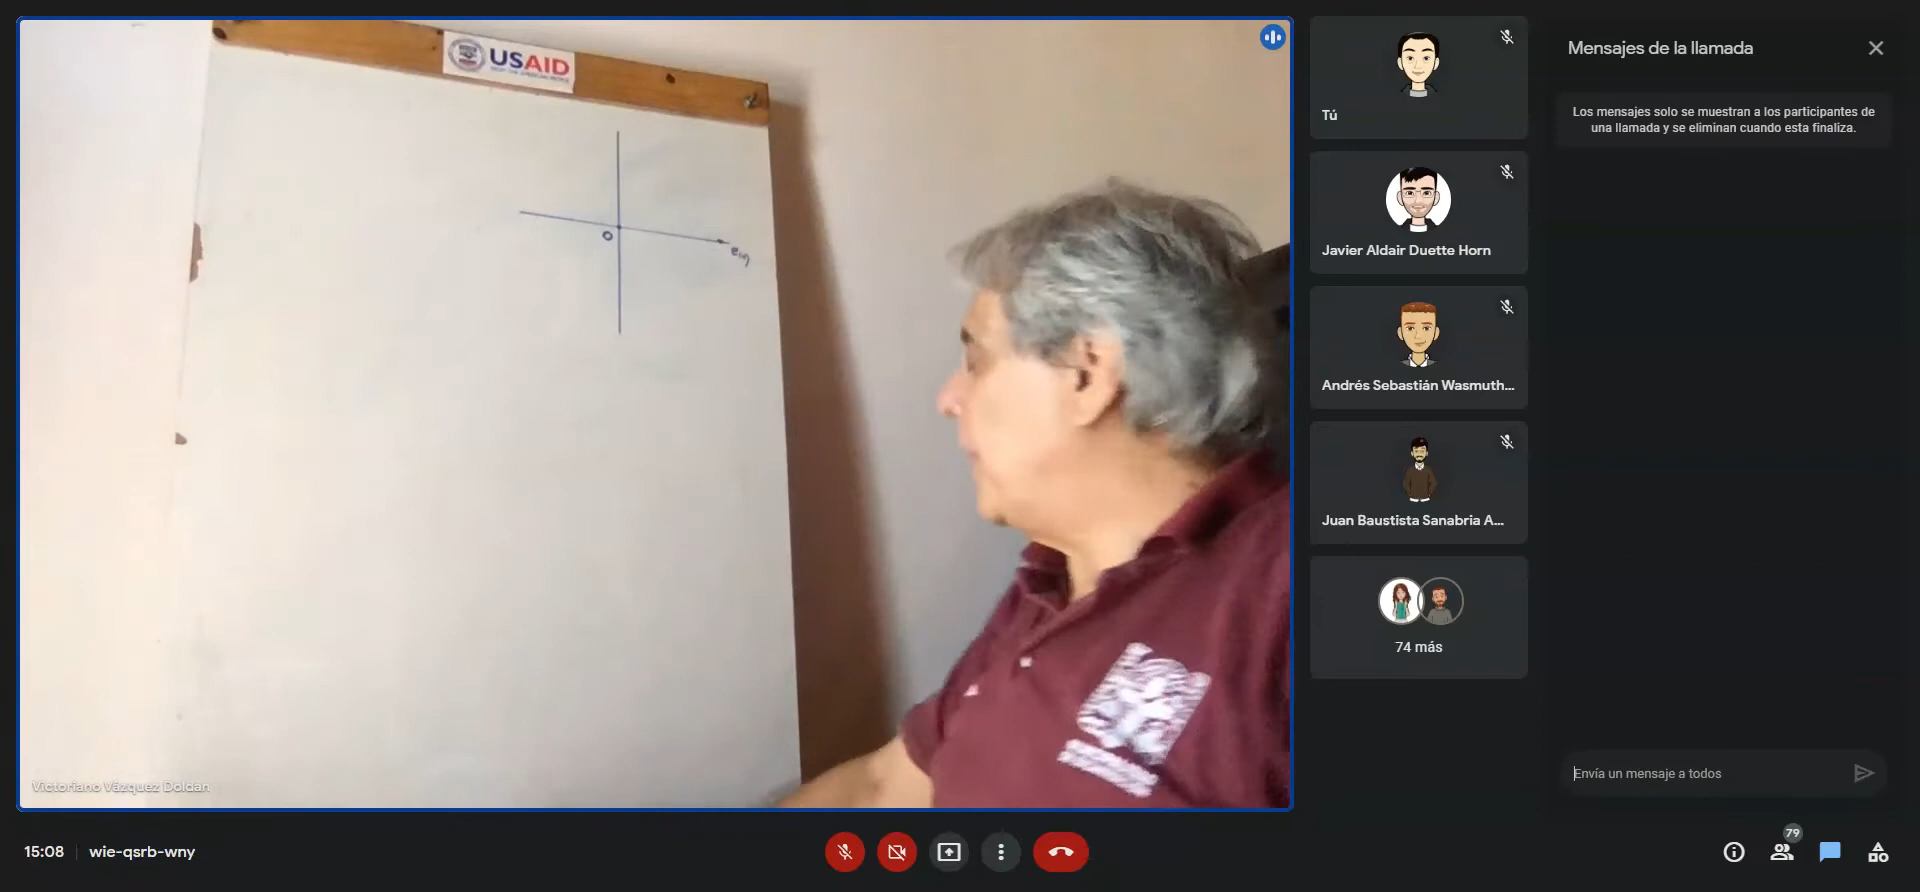 USAID
O
Victoriano Vázquez Doldán
Tú
Javier Aldair Duette Horn
Andrés Sebastián Wasmuth...
Juan Baustista Sanabria A...
74 más
Mensajes de la llamada
Los mensajes solo se muestran a los participantes de
una llamada y se eliminan cuando esta finaliza.
Envía un mensaje a todos
15:08
wie-qsrb-wny
79